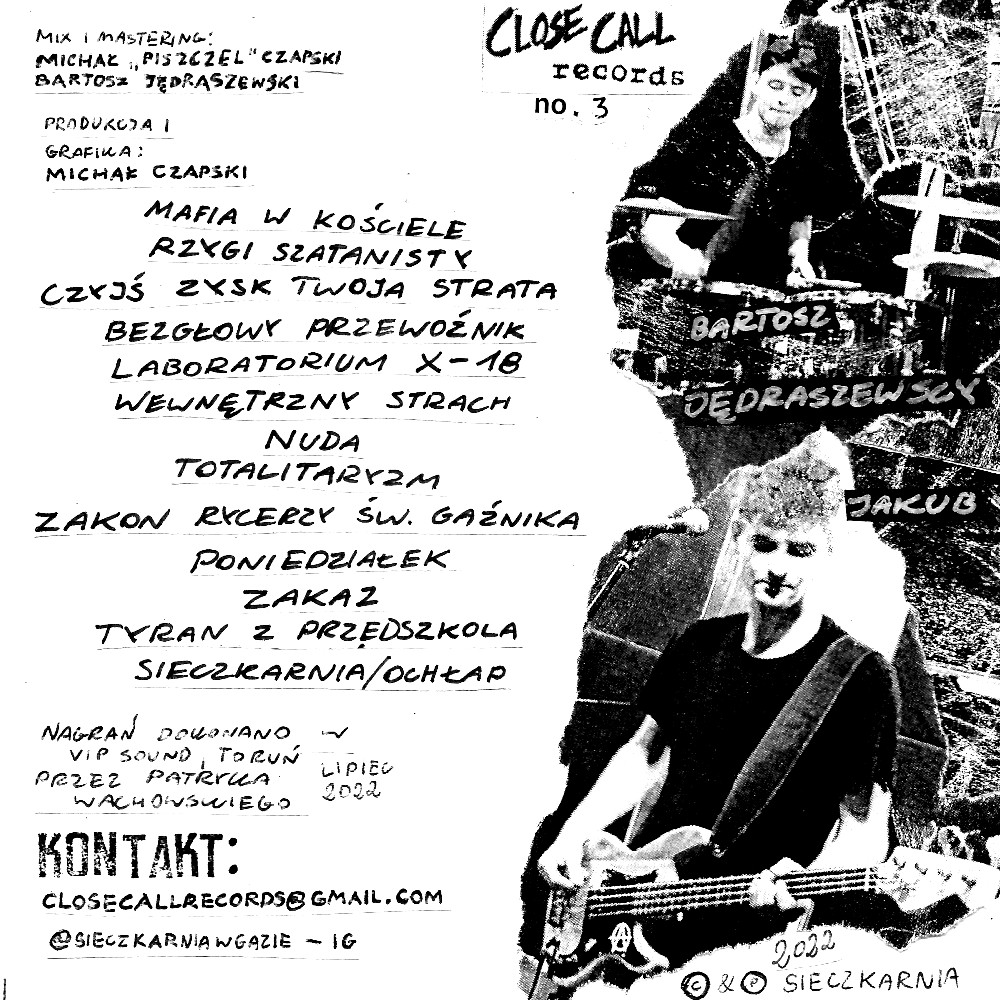 MIX I MASTERING:
MICHAŁ „PISZCZEL" CZAPSKI
BARTOSZ JĘDRASZEWSKI
PRODUKCJA I
GRAFIKA:
MICHAŁ CZAPSKI
MAFIA W KOŚCIELE
RZYGI SZATANISTY
CZYJŚ ZYSK TWOJA STRATA
BEZGŁOWY PRZEWOŹNIK
LABORATORIUM X-18
WEWNĘTRZNY STRACH
NUDA
TOTALITARYZM
ZAKON RYCERZY ŚW. GAŹNIKA
PONIEDZIAŁEK
ZAKAZ
TYRAN Z PRZEDSZKOLA
SIECZKARNIA/OCHŁAP
NAGRAŃ DOKONANO W
VIP SOUND, TORUŃ
PRZEZ PATRYKA
WACHOWSKIEGO
LIPIEC
2022
KONTAKT:
CLOSECALLRECORDS@GMAIL.COM
@SIECZKARNIAWGAZIE - IG
CLOSE CALL
records
no. 3
BARTOSZ
JĘDRASZEWSCY
JAKUB
2022
© & ℗ SIECZKARNIA